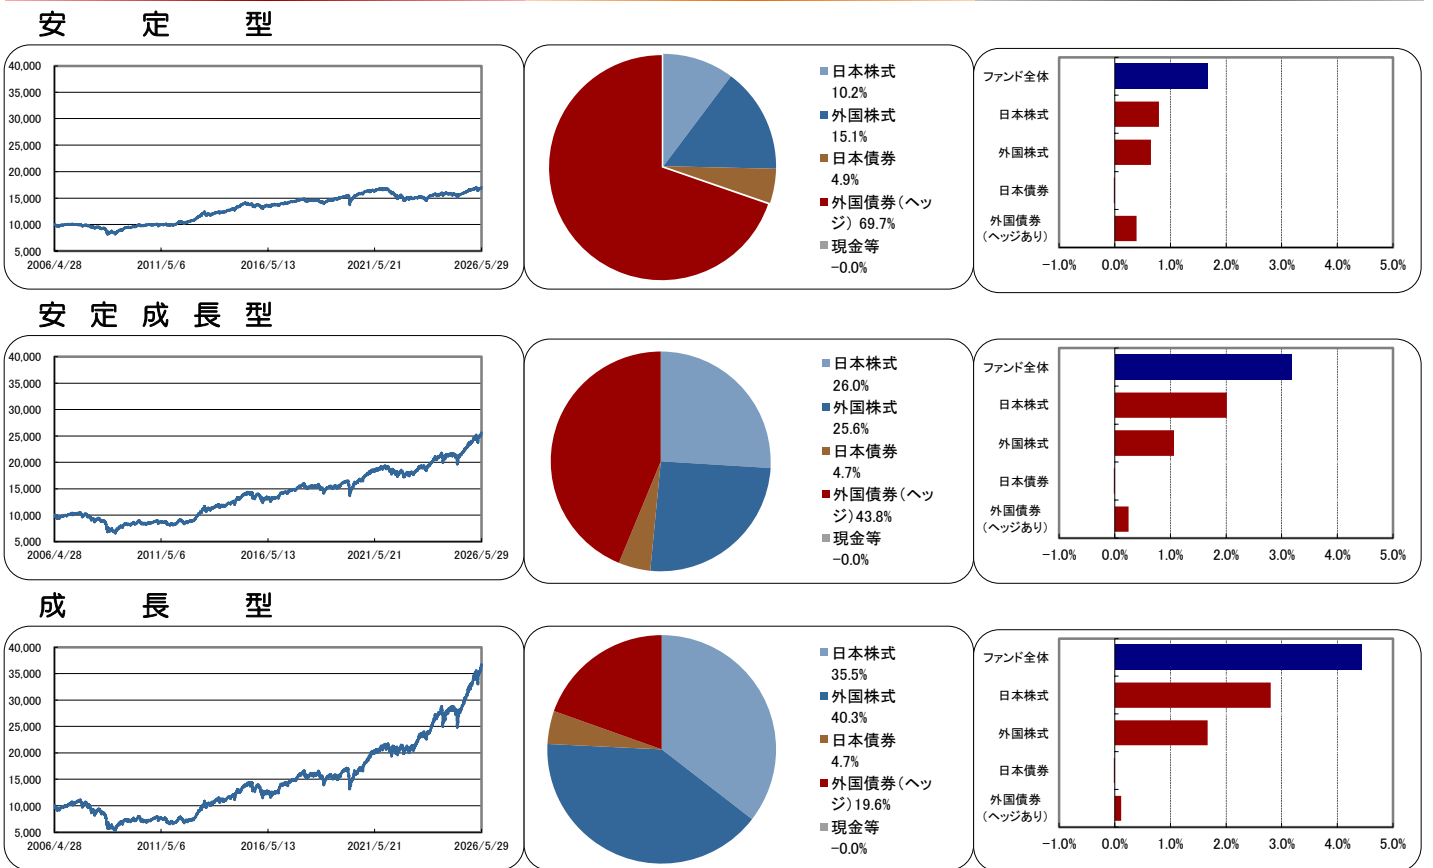 安定型
40,000
35,000
30,000
25,000
20,000
15,000
10,000
5,000
2006/4/28 2011/5/6 2016/5/13 2021/5/21 2026/5/29
日本株式
10.2%
外国株式
15.1%
日本債券
4.9%
外国債券(ヘッ
ジ) 69.7%
現金等
-0.0%
ファンド全体
日本株式
外国株式
日本債券
外国債券
(ヘッジあり)
-1.0% 0.0% 1.0% 2.0% 3.0% 4.0% 5.0%
安定成長型
40,000
35,000
30,000
25,000
20,000
15,000
10,000
5,000
2006/4/28 2011/5/6 2016/5/13 2021/5/21 2026/5/29
日本株式
26.0%
外国株式
25.6%
日本債券
4.7%
外国債券(ヘッ
ジ)43.8%
現金等
-0.0%
ファンド全体
日本株式
外国株式
日本債券
外国債券
(ヘッジあり)
-1.0% 0.0% 1.0% 2.0% 3.0% 4.0% 5.0%
成長型
40,000
35,000
30,000
25,000
20,000
15,000
10,000
5,000
2006/4/28 2011/5/6 2016/5/13 2021/5/21 2026/5/29
日本株式
35.5%
外国株式
40.3%
日本債券
4.7%
外国債券(ヘッ
ジ)19.6%
現金等
-0.0%
ファンド全体
日本株式
外国株式
日本債券
外国債券
(ヘッジあり)
-1.0% 0.0% 1.0% 2.0% 3.0% 4.0% 5.0%